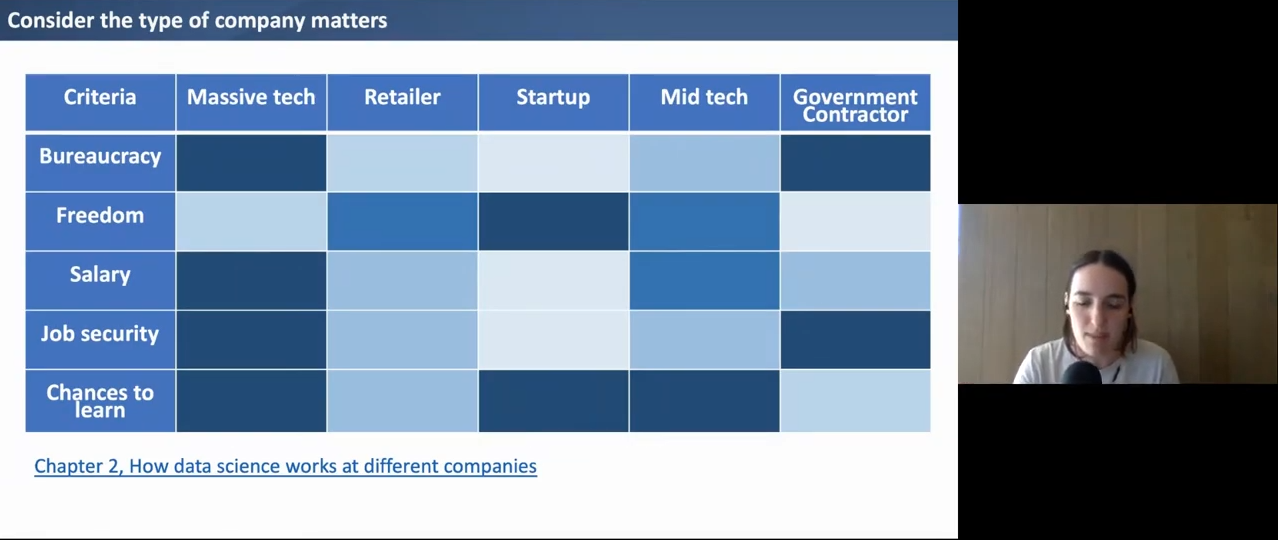 Consider the type of company matters
Criteria
Massive tech
Retailer
Startup
Mid tech
Government
Contractor
Bureaucracy
Freedom
Salary
Job security
Chances to
learn
Chapter 2, How data science works at different companies